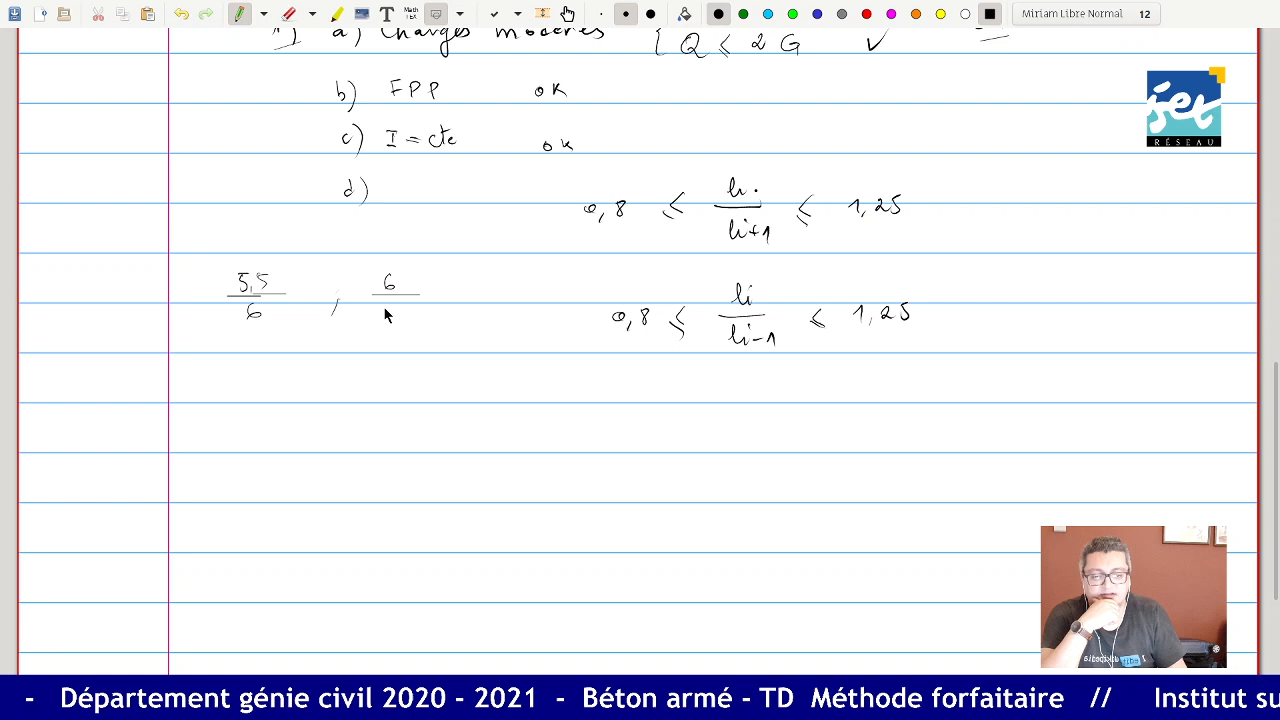 Miriam Libre Normal 12
a) Charges modérées { Q ≤ 2 G ✓
b) FPP OK
c) I = cte OK
d) 0,8 ≤ li / li+1 ≤ 1,25
5,5 / 6 ; 6 /
0,8 ≤ li / li-1 ≤ 1,25
RÉSEAU
- Département génie civil 2020 - 2021 - Béton armé - TD Méthode forfaitaire // Institut su